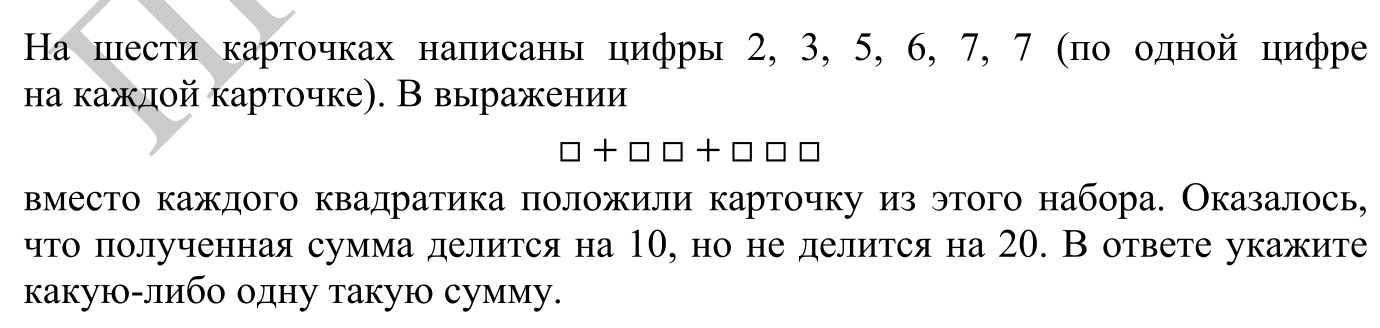 На шести карточках написаны цифры 2, 3, 5, 6, 7, 7 (по одной цифре
на каждой карточке). В выражении
□ + □ □ + □ □ □
вместо каждого квадратика положили карточку из этого набора. Оказалось,
что полученная сумма делится на 10, но не делится на 20. В ответе укажите
какую-либо одну такую сумму.